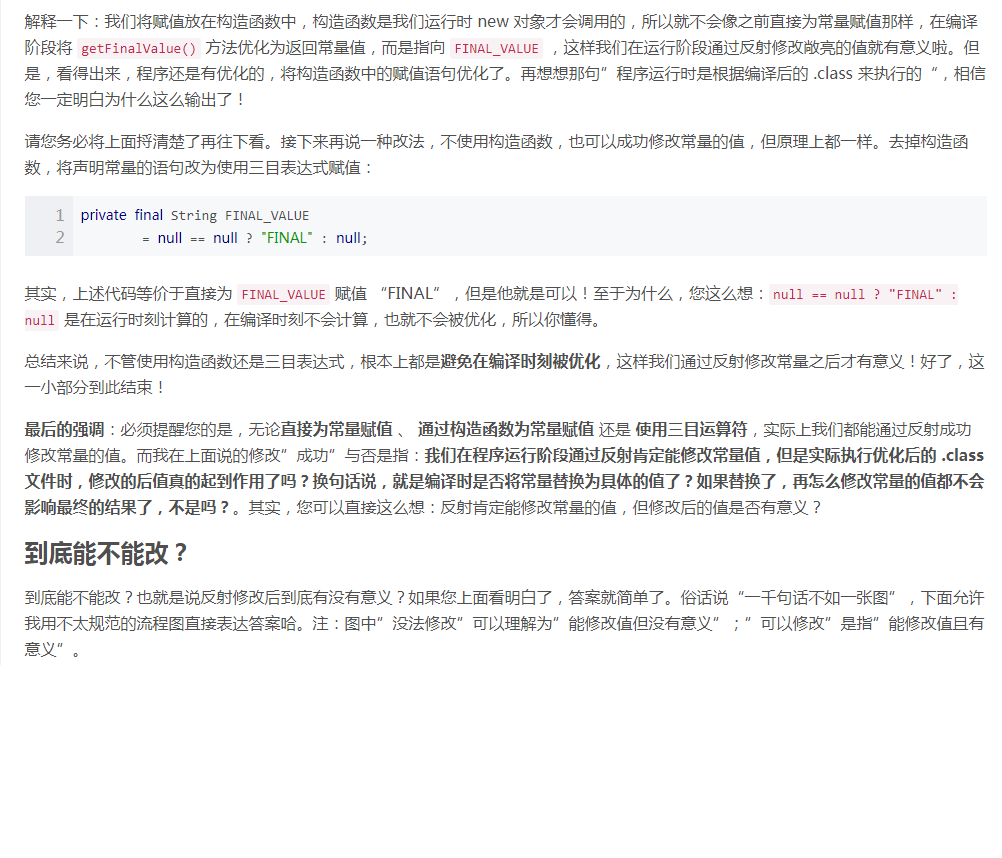 解释一下：我们将赋值放在构造函数中，构造函数是我们运行时 new 对象才会调用的，所以就不会像之前直接为常量赋值那样，在编译
阶段将 getFinalValue() 方法优化为返回常量值，而是指向 FINAL_VALUE ，这样我们在运行阶段通过反射修改敞亮的值就有意义啦。但
是，看得出来，程序还是有优化的，将构造函数中的赋值语句优化了。再想想那句”程序运行时是根据编译后的 .class 来执行的“，相信
您一定明白为什么这么输出了！
请您务必将上面捋清楚了再往下看。接下来再说一种改法，不使用构造函数，也可以成功修改常量的值，但原理上都一样。去掉构造函
数，将声明常量的语句改为使用三目表达式赋值：
1 private final String FINAL_VALUE
2 = null == null ? "FINAL" : null;
其实，上述代码等价于直接为 FINAL_VALUE 赋值 “FINAL”，但是他就是可以！至于为什么，您这么想：null == null ? "FINAL" :
null 是在运行时刻计算的，在编译时刻不会计算，也就不会被优化，所以你懂得。
总结来说，不管使用构造函数还是三目表达式，根本上都是避免在编译时刻被优化，这样我们通过反射修改常量之后才有意义！好了，这
一小部分到此结束！
最后的强调：必须提醒您的是，无论直接为常量赋值 、 通过构造函数为常量赋值 还是 使用三目运算符，实际上我们都能通过反射成功
修改常量的值。而我在上面说的修改”成功”与否是指：我们在程序运行阶段通过反射肯定能修改常量值，但是实际执行优化后的 .class
文件时，修改的后值真的起到作用了吗？换句话说，就是编译时是否将常量替换为具体的值了？如果替换了，再怎么修改常量的值都不会
影响最终的结果了，不是吗？。其实，您可以直接这么想：反射肯定能修改常量的值，但修改后的值是否有意义？
到底能不能改？
到底能不能改？也就是说反射修改后到底有没有意义？如果您上面看明白了，答案就简单了。俗话说“一千句话不如一张图”，下面允许
我用不太规范的流程图直接表达答案哈。注：图中”没法修改”可以理解为”能修改值但没有意义”；”可以修改”是指”能修改值且有
意义”。